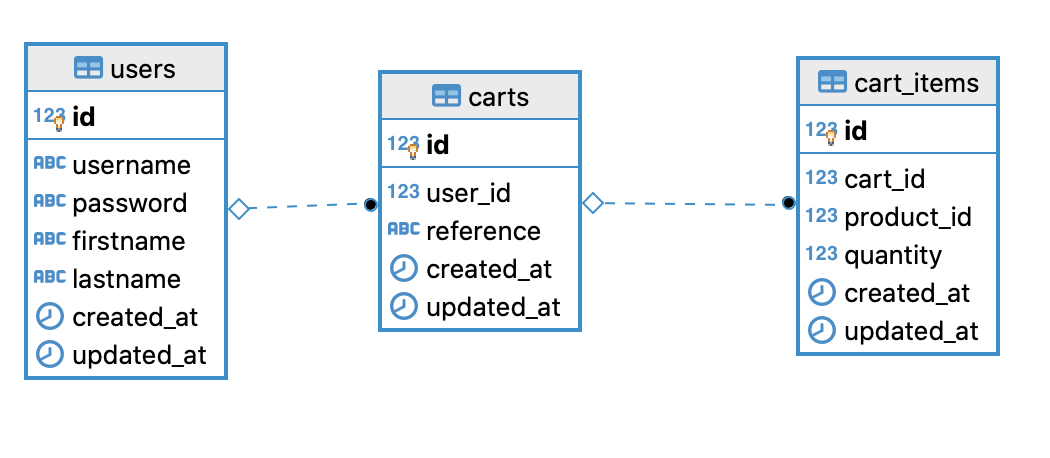 users
123 id
ABC username
ABC password
ABC firstname
ABC lastname
created_at
updated_at
carts
123 id
123 user_id
ABC reference
created_at
updated_at
cart_items
123 id
123 cart_id
123 product_id
123 quantity
created_at
updated_at